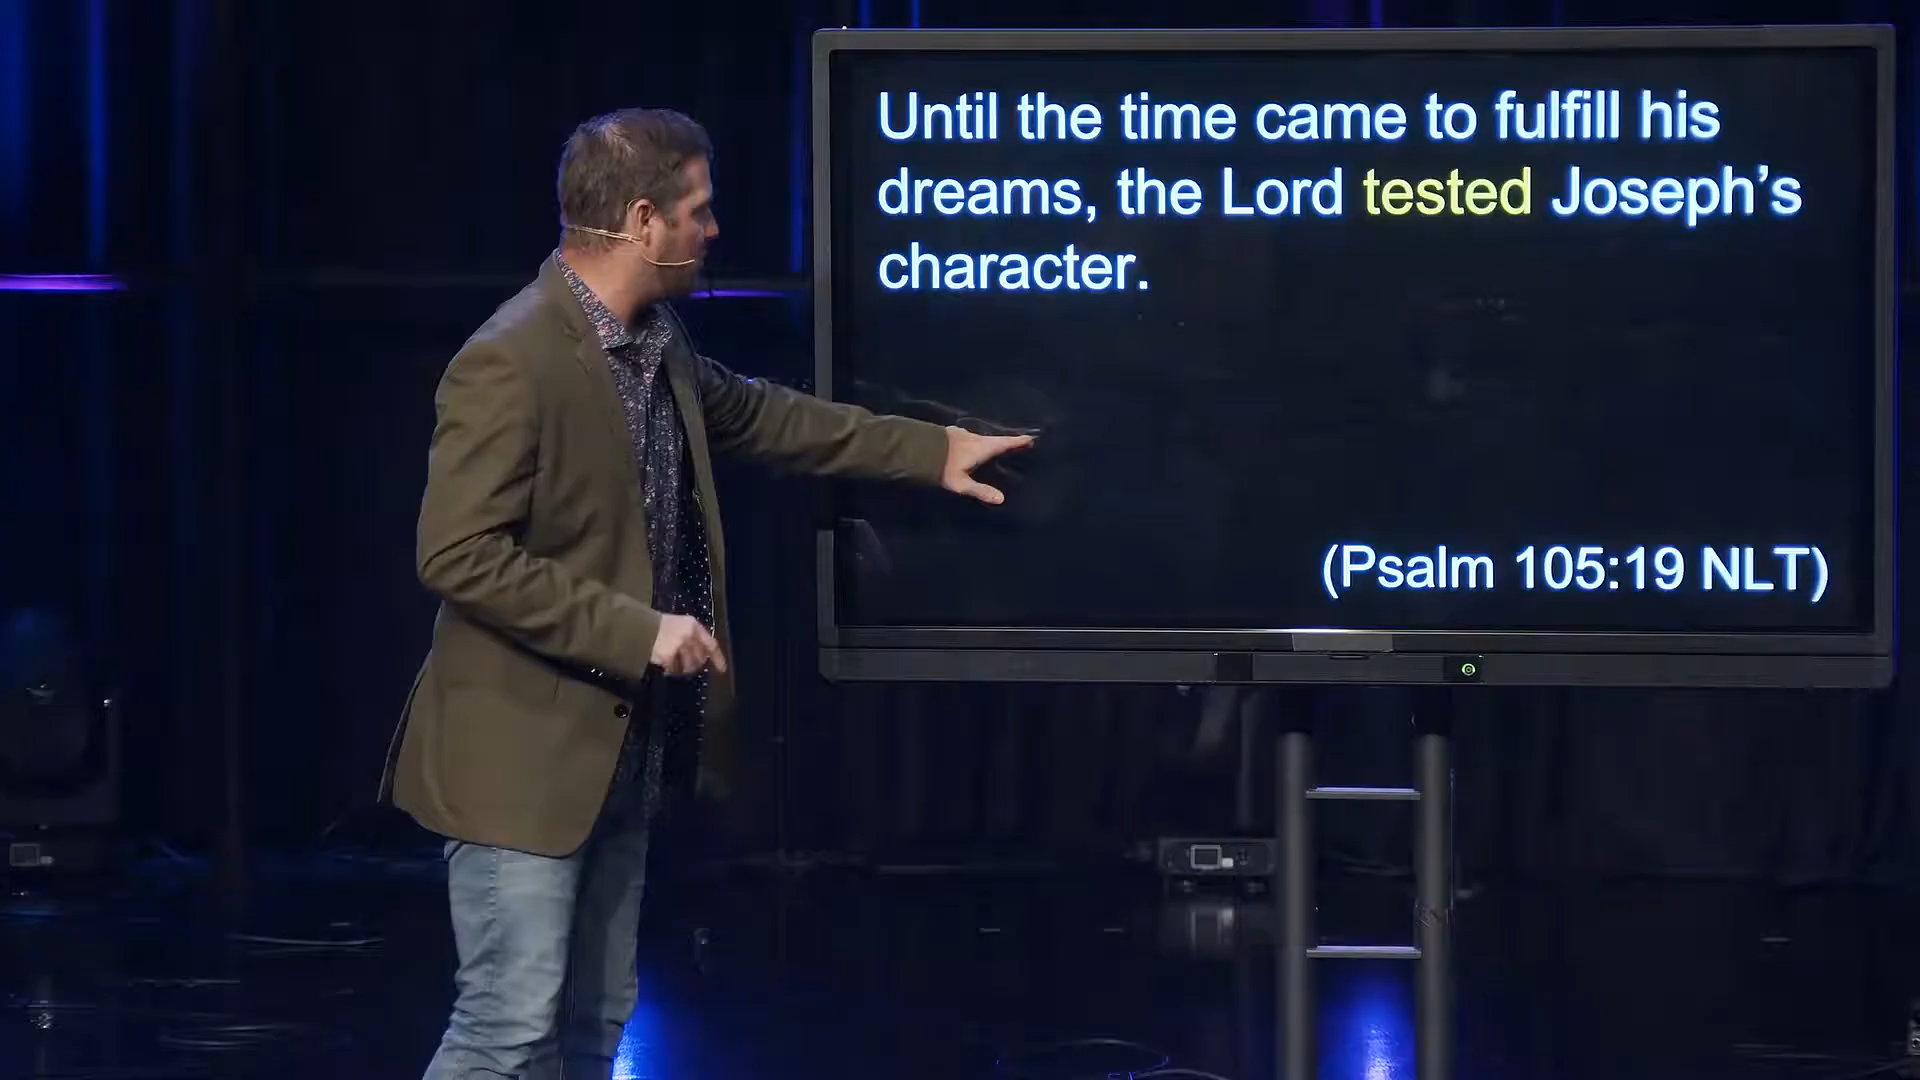 Until the time came to fulfill his
dreams, the Lord tested Joseph’s
character.
(Psalm 105:19 NLT)